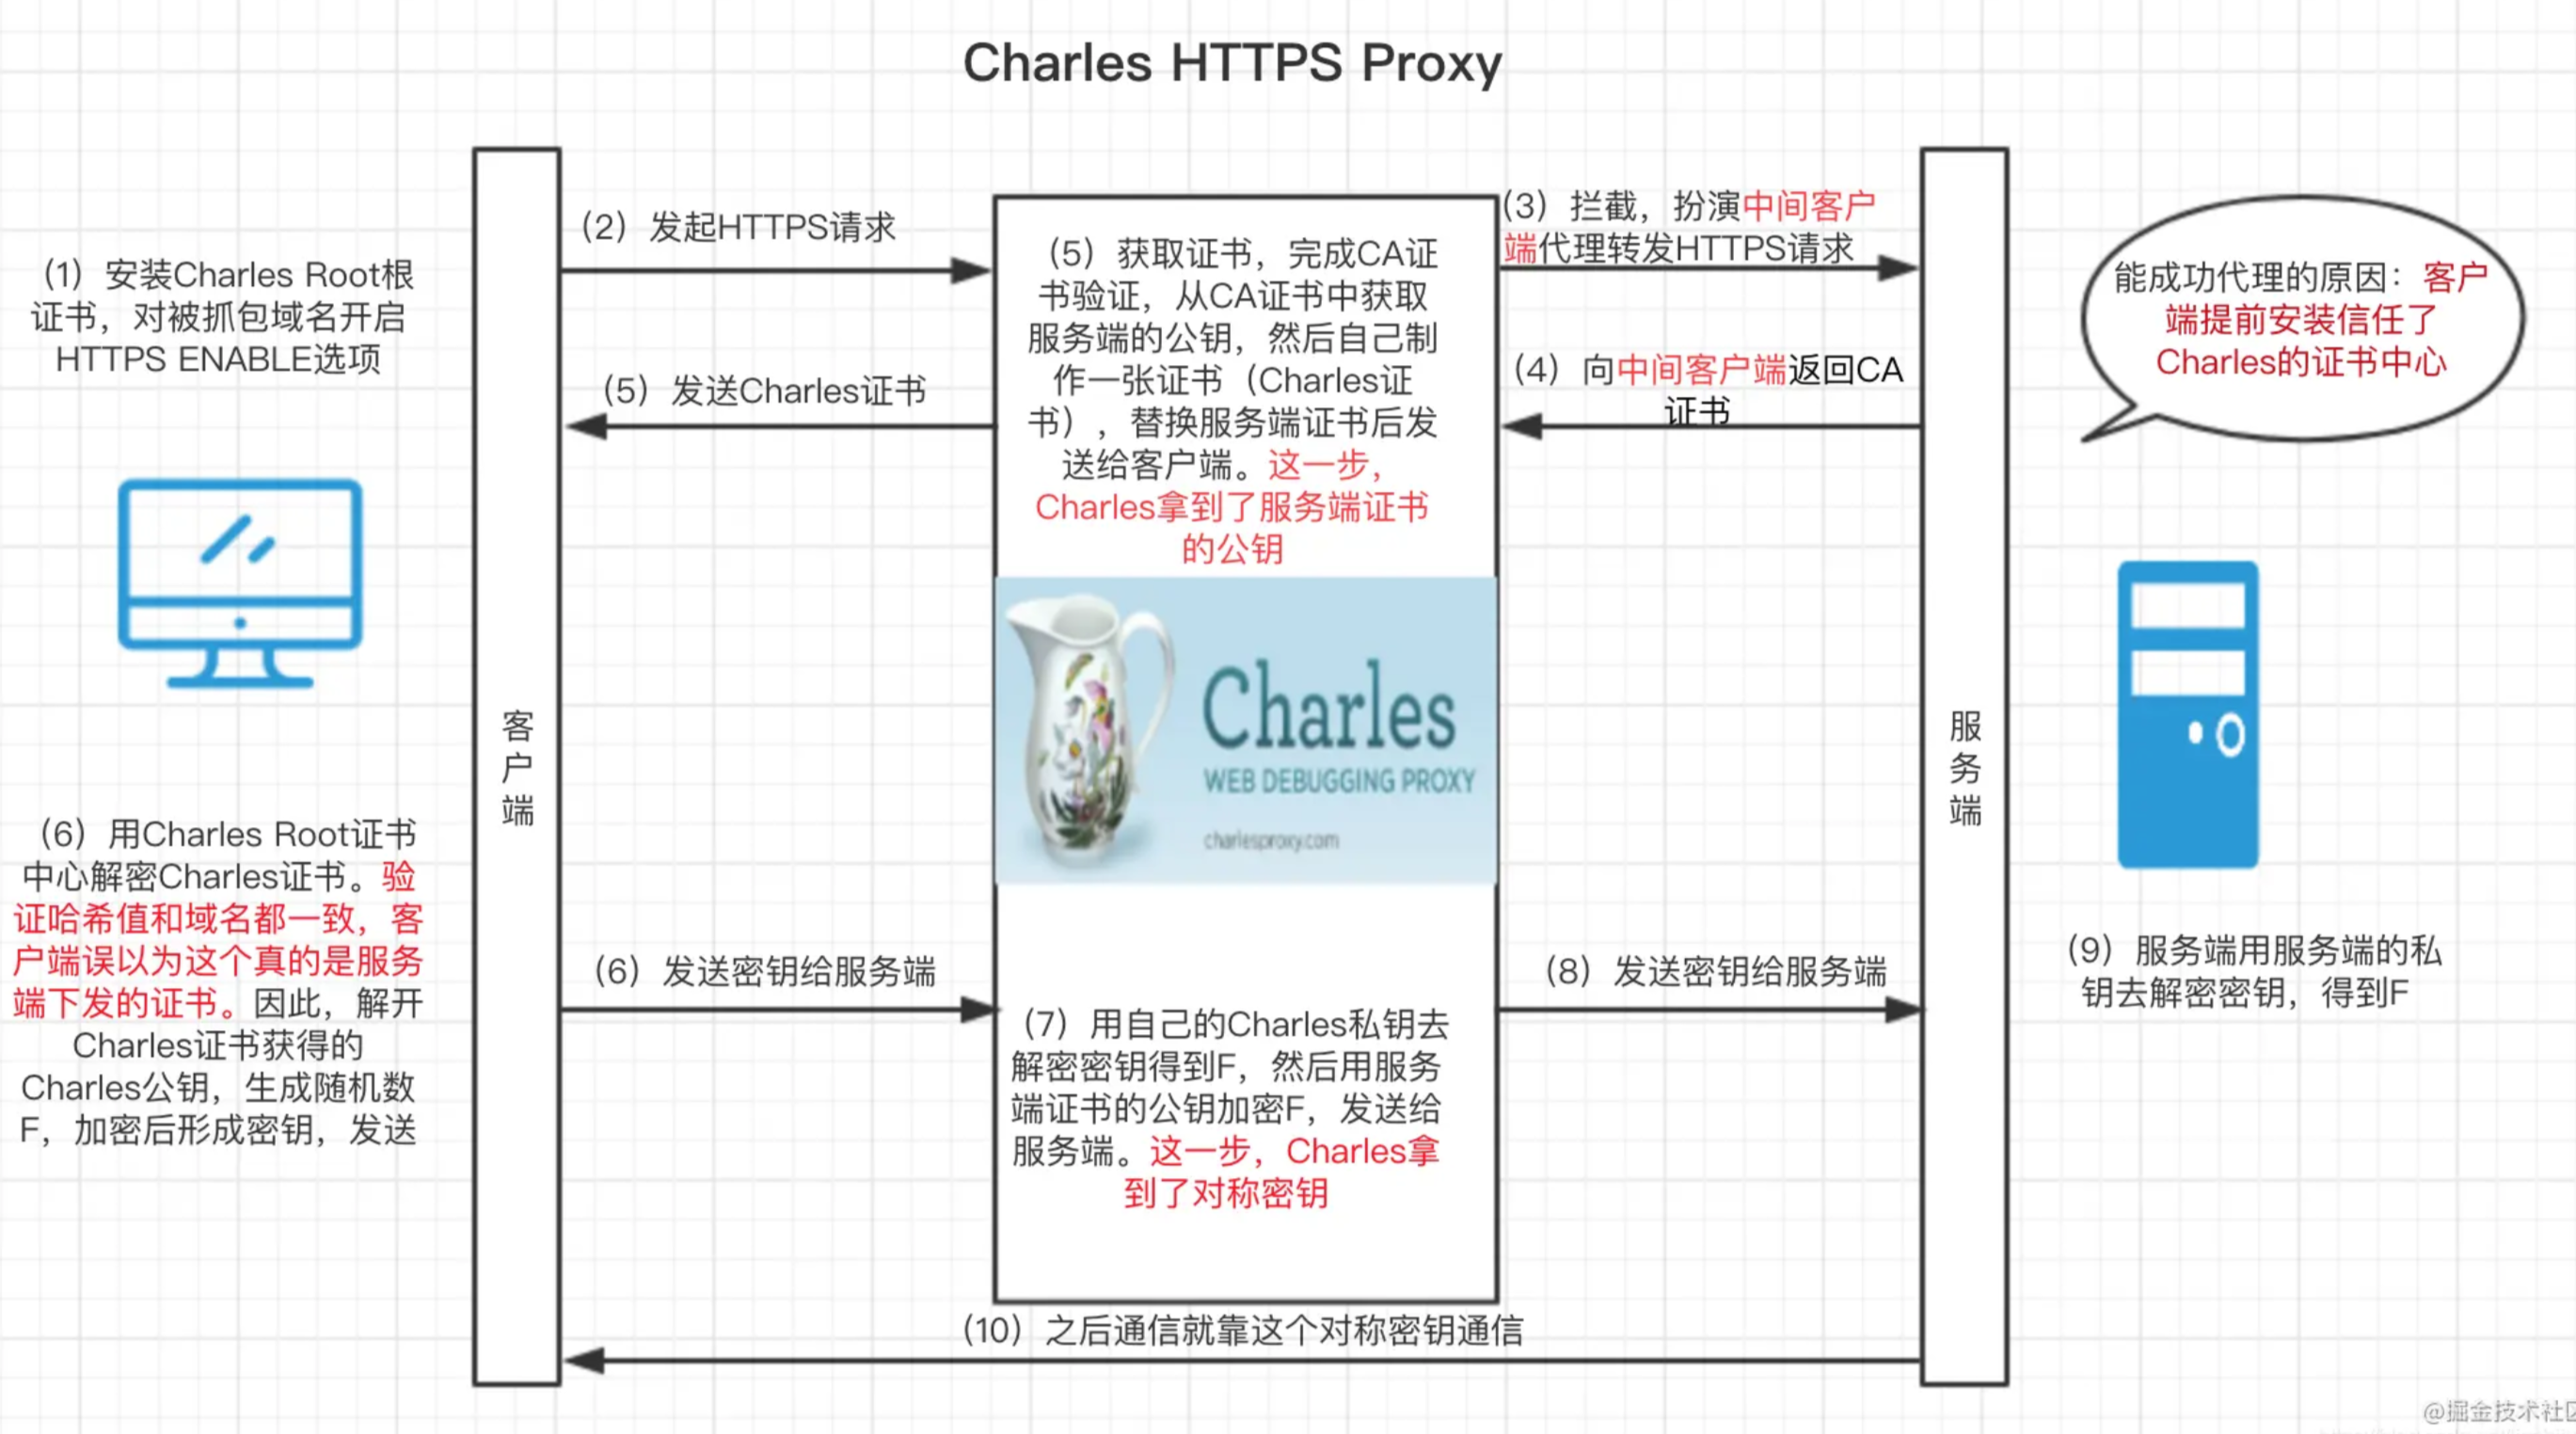 Charles HTTPS Proxy
（1）安装Charles Root根
证书，对被抓包域名开启
HTTPS ENABLE选项
（2）发起HTTPS请求
（3）拦截，扮演中间客户
端代理转发HTTPS请求
（4）向中间客户端返回CA
证书
（5）获取证书，完成CA证
书验证，从CA证书中获取
服务端的公钥，然后自己制
作一张证书（Charles证
书），替换服务端证书后发
送给客户端。这一步，
Charles拿到了服务端证书
的公钥
（5）发送Charles证书
能成功代理的原因：客户
端提前安装信任了
Charles的证书中心
Charles
WEB DEBUGGING PROXY
charlesproxy.com
客
户
端
服
务
端
（6）用Charles Root证书
中心解密Charles证书。验
证哈希值和域名都一致，客
户端误以为这个真的是服务
端下发的证书。因此，解开
Charles证书获得的
Charles公钥，生成随机数
F，加密后形成密钥，发送
（6）发送密钥给服务端
（7）用自己的Charles私钥去
解密密钥得到F，然后用服务
端证书的公钥加密F，发送给
服务端。这一步，Charles拿
到了对称密钥
（8）发送密钥给服务端
（9）服务端用服务端的私
钥去解密密钥，得到F
（10）之后通信就靠这个对称密钥通信
@掘金技术社区